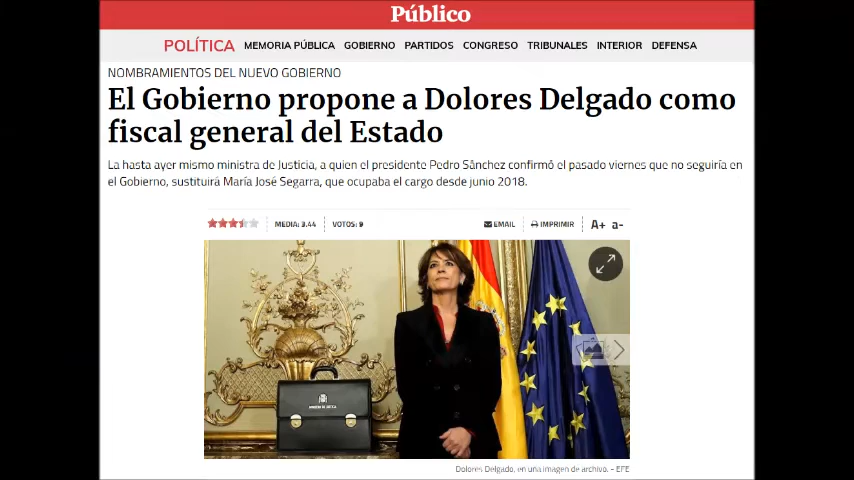 Público
POLÍTICA MEMORIA PÚBLICA GOBIERNO PARTIDOS CONGRESO TRIBUNALES INTERIOR DEFENSA
NOMBRAMIENTOS DEL NUEVO GOBIERNO
El Gobierno propone a Dolores Delgado como
fiscal general del Estado
La hasta ayer mismo ministra de Justicia, a quien el presidente Pedro Sánchez confirmó el pasado viernes que no seguiría en
el Gobierno, sustituirá María José Segarra, que ocupaba el cargo desde junio 2018.
MEDIA: 3.44 VOTOS: 9 EMAIL IMPRIMIR A+ a-
Dolores Delgado, en una imagen de archivo. - EFE